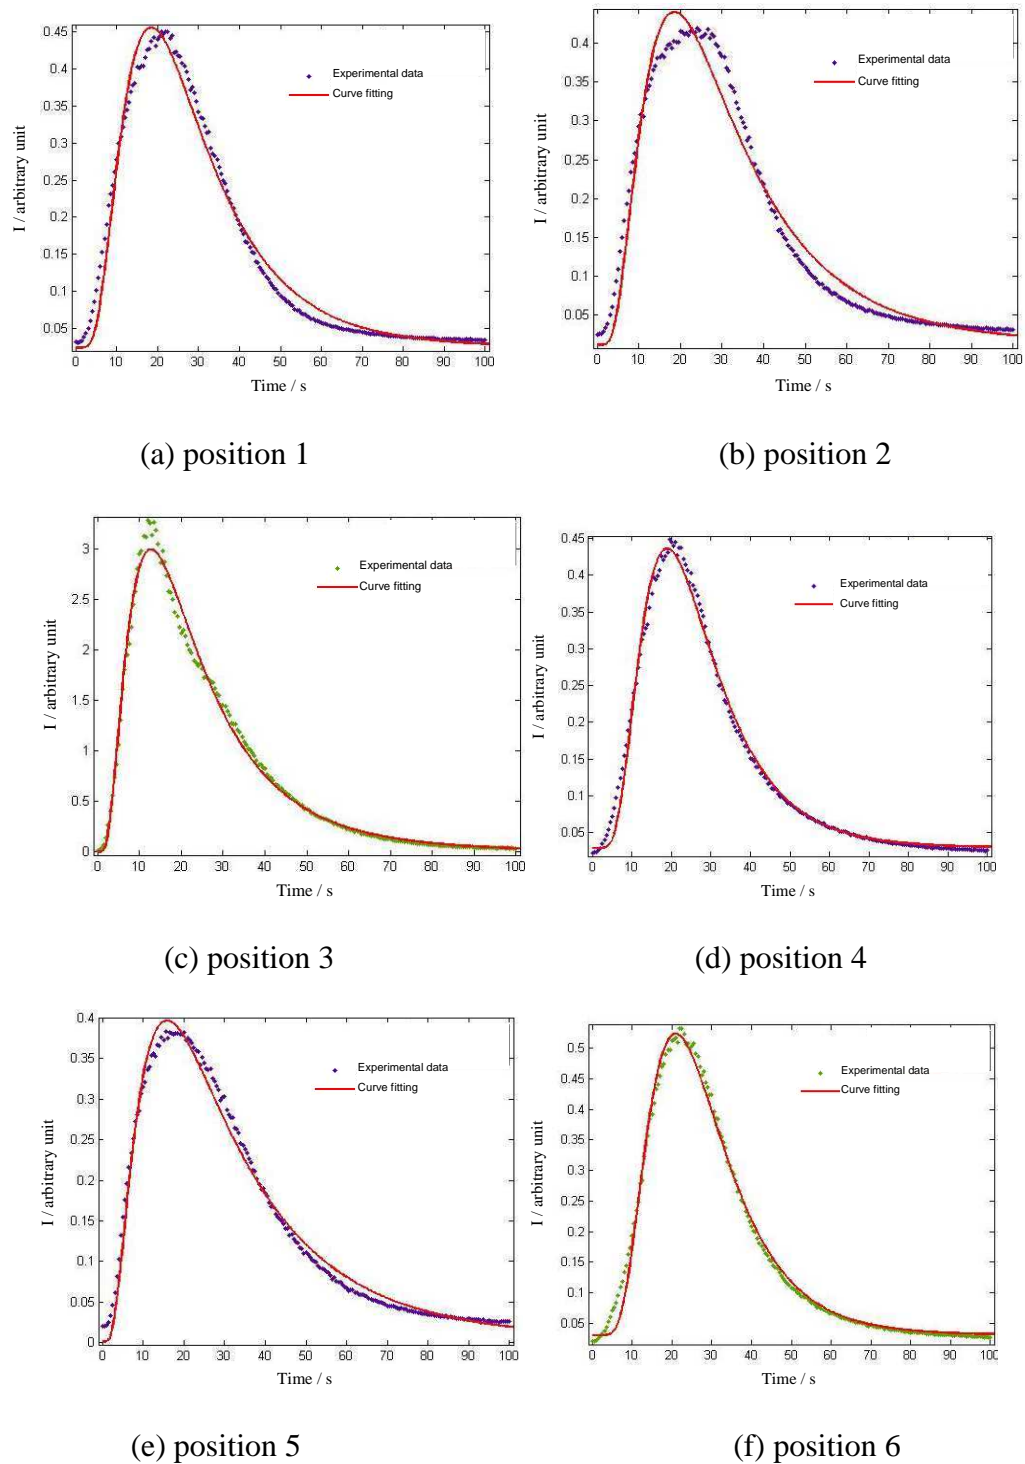 0.45
0.4
0.35
0.3
0.25
0.2
0.15
0.1
0.05
0 10 20 30 40 50 60 70 80 90 100
I / arbitrary unit
Time / s
Experimental data
Curve fitting
(a) position 1
0.4
0.35
0.3
0.25
0.2
0.15
0.1
0.05
0 10 20 30 40 50 60 70 80 90 100
I / arbitrary unit
Time / s
Experimental data
Curve fitting
(b) position 2
3
2.5
2
1.5
1
0.5
0
0 10 20 30 40 50 60 70 80 90 100
I / arbitrary unit
Time / s
Experimental data
Curve fitting
(c) position 3
0.45
0.4
0.35
0.3
0.25
0.2
0.15
0.1
0.05
0 10 20 30 40 50 60 70 80 90 100
I / arbitrary unit
Time / s
Experimental data
Curve fitting
(d) position 4
0.4
0.35
0.3
0.25
0.2
0.15
0.1
0.05
0
0 10 20 30 40 50 60 70 80 90 100
I / arbitrary unit
Time / s
Experimental data
Curve fitting
(e) position 5
0.5
0.45
0.4
0.35
0.3
0.25
0.2
0.15
0.1
0.05
0 10 20 30 40 50 60 70 80 90 100
I / arbitrary unit
Time / s
Experimental data
Curve fitting
(f) position 6